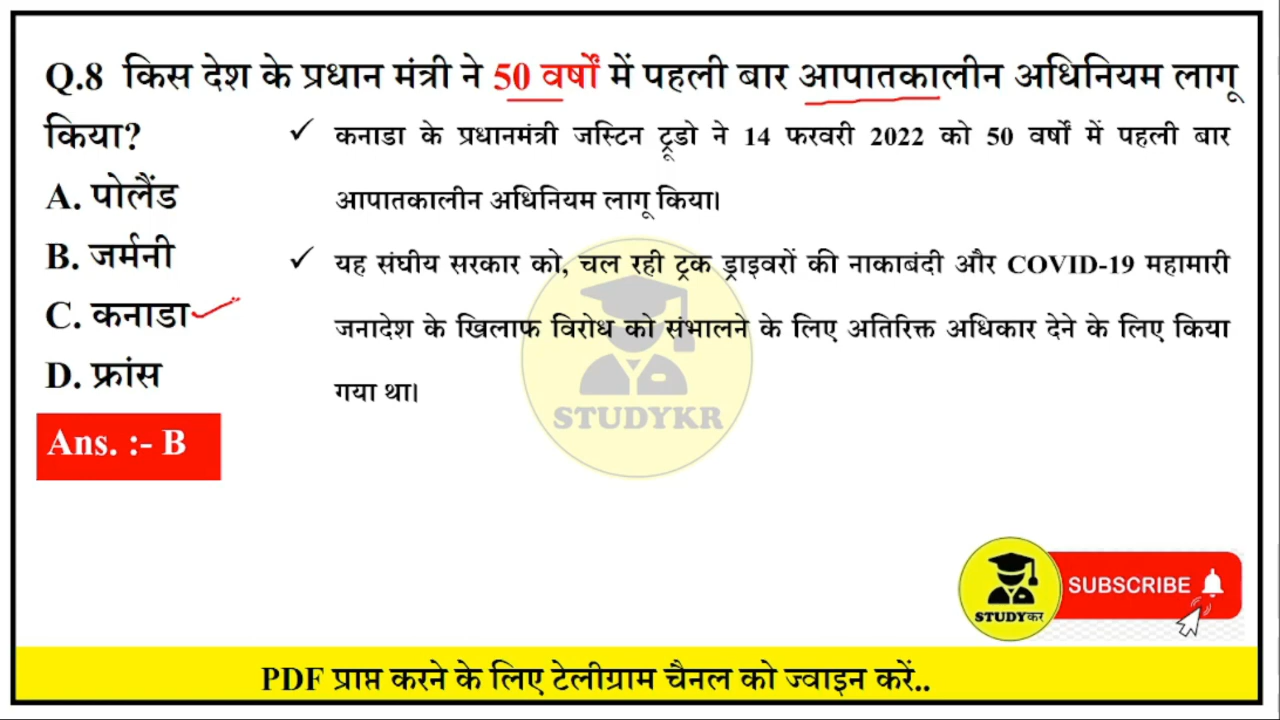 Q.8 किस देश के प्रधान मंत्री ने 50 वर्षों में पहली बार आपातकालीन अधिनियम लागू
किया?
A. पोलैंड
B. जर्मनी
C. कनाडा
D. फ्रांस
Ans. :- B
✓ कनाडा के प्रधानमंत्री जस्टिन ट्रूडो ने 14 फरवरी 2022 को 50 वर्षों में पहली बार
आपातकालीन अधिनियम लागू किया।
✓ यह संघीय सरकार को, चल रही ट्रक ड्राइवरों की नाकाबंदी और COVID-19 महामारी
जनादेश के खिलाफ विरोध को संभालने के लिए अतिरिक्त अधिकार देने के लिए किया
गया था।
STUDYKR
STUDYकर
SUBSCRIBE
PDF प्राप्त करने के लिए टेलीग्राम चैनल को ज्वाइन करें..